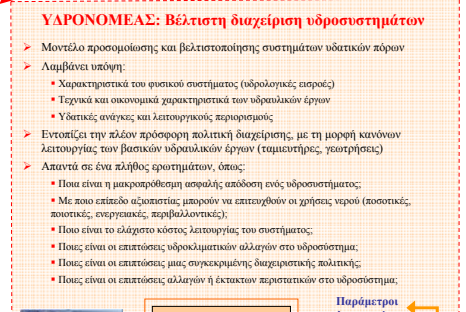 ΥΔΡΟΝΟΜΕΑΣ: Βέλτιστη διαχείριση υδροσυστημάτων
➢ Μοντέλο προσομοίωσης και βελτιστοποίησης συστημάτων υδατικών πόρων
➢ Λαμβάνει υπόψη:
▪ Χαρακτηριστικά του φυσικού συστήματος (υδρολογικές εισροές)
▪ Τεχνικά και οικονομικά χαρακτηριστικά των υδραυλικών έργων
▪ Υδατικές ανάγκες και λειτουργικούς περιορισμούς
➢ Εντοπίζει την πλέον πρόσφορη πολιτική διαχείρισης, με τη μορφή κανόνων
λειτουργίας των βασικών υδραυλικών έργων (ταμιευτήρες, γεωτρήσεις)
➢ Απαντά σε ένα πλήθος ερωτημάτων, όπως:
▪ Ποια είναι η μακροπρόθεσμη ασφαλής απόδοση ενός υδροσυστήματος;
▪ Με ποιο επίπεδο αξιοπιστίας μπορούν να επιτευχθούν οι χρήσεις νερού (ποσοτικές,
ποιοτικές, ενεργειακές, περιβαλλοντικές);
▪ Ποιο είναι το ελάχιστο κόστος λειτουργίας του συστήματος;
▪ Ποιες είναι οι επιπτώσεις υδροκλιματικών αλλαγών στο υδροσύστημα;
▪ Ποιες είναι οι επιπτώσεις μιας συγκεκριμένης διαχειριστικής πολιτικής;
▪ Ποιες είναι οι επιπτώσεις αλλαγών ή έκτακτων περιστατικών στο υδροσύστημα;
Παράμετροι